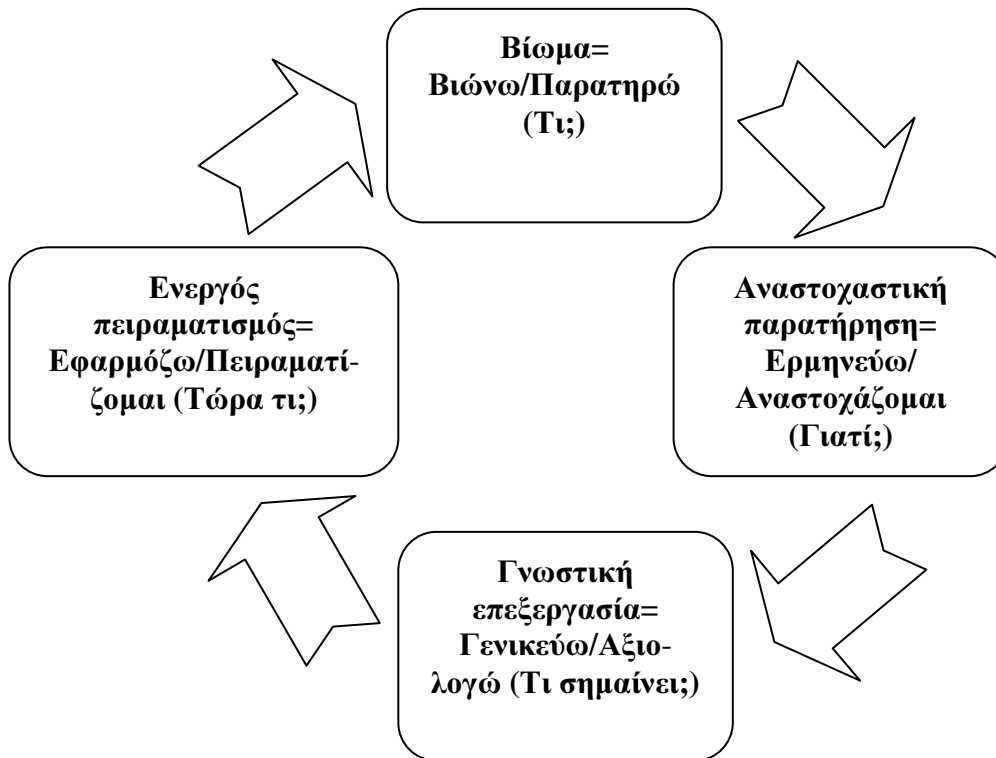 Βίωμα=
Βιώνω/Παρατηρώ
(Τι;)
Αναστοχαστική
παρατήρηση=
Ερμηνεύω/
Αναστοχάζομαι
(Γιατί;)
Γνωστική
επεξεργασία=
Γενικεύω/Αξιο-
λογώ (Τι σημαίνει;)
Ενεργός
πειραματισμός=
Εφαρμόζω/Πειραματί-
ζομαι (Τώρα τι;)